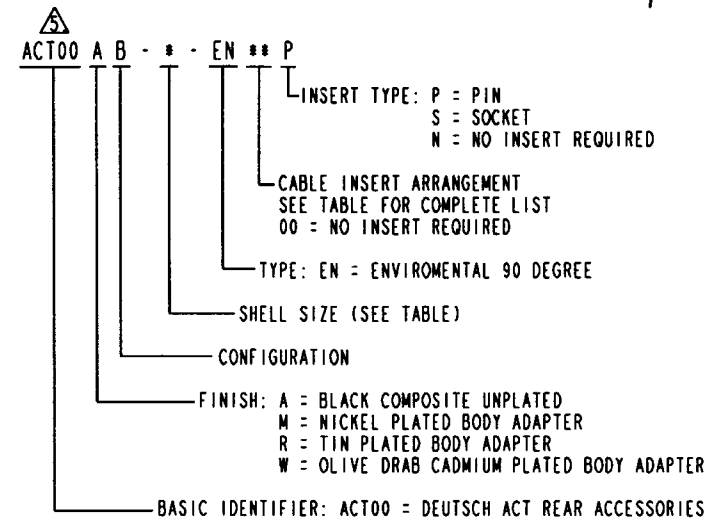 5
ACT00 A B - * - EN ** P
INSERT TYPE: P = PIN
S = SOCKET
N = NO INSERT REQUIRED
CABLE INSERT ARRANGEMENT
SEE TABLE FOR COMPLETE LIST
00 = NO INSERT REQUIRED
TYPE: EN = ENVIROMENTAL 90 DEGREE
SHELL SIZE (SEE TABLE)
CONFIGURATION
FINISH: A = BLACK COMPOSITE UNPLATED
M = NICKEL PLATED BODY ADAPTER
R = TIN PLATED BODY ADAPTER
W = OLIVE DRAB CADMIUM PLATED BODY ADAPTER
BASIC IDENTIFIER: ACT00 = DEUTSCH ACT REAR ACCESSORIES